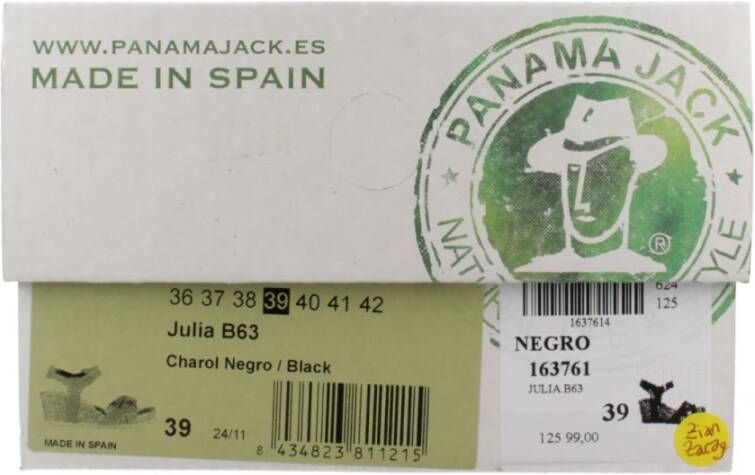 WWW.PANAMAJACK.ES
MADE IN SPAIN
PANAMA JACK
®
36 37 38 39 40 41 42
Julia B63
Charol Negro / Black
39
24/11
MADE IN SPAIN
8 434823 811215
624
125
1637614
NEGRO
163761
JULIA B63
39
125 99,00
Zian